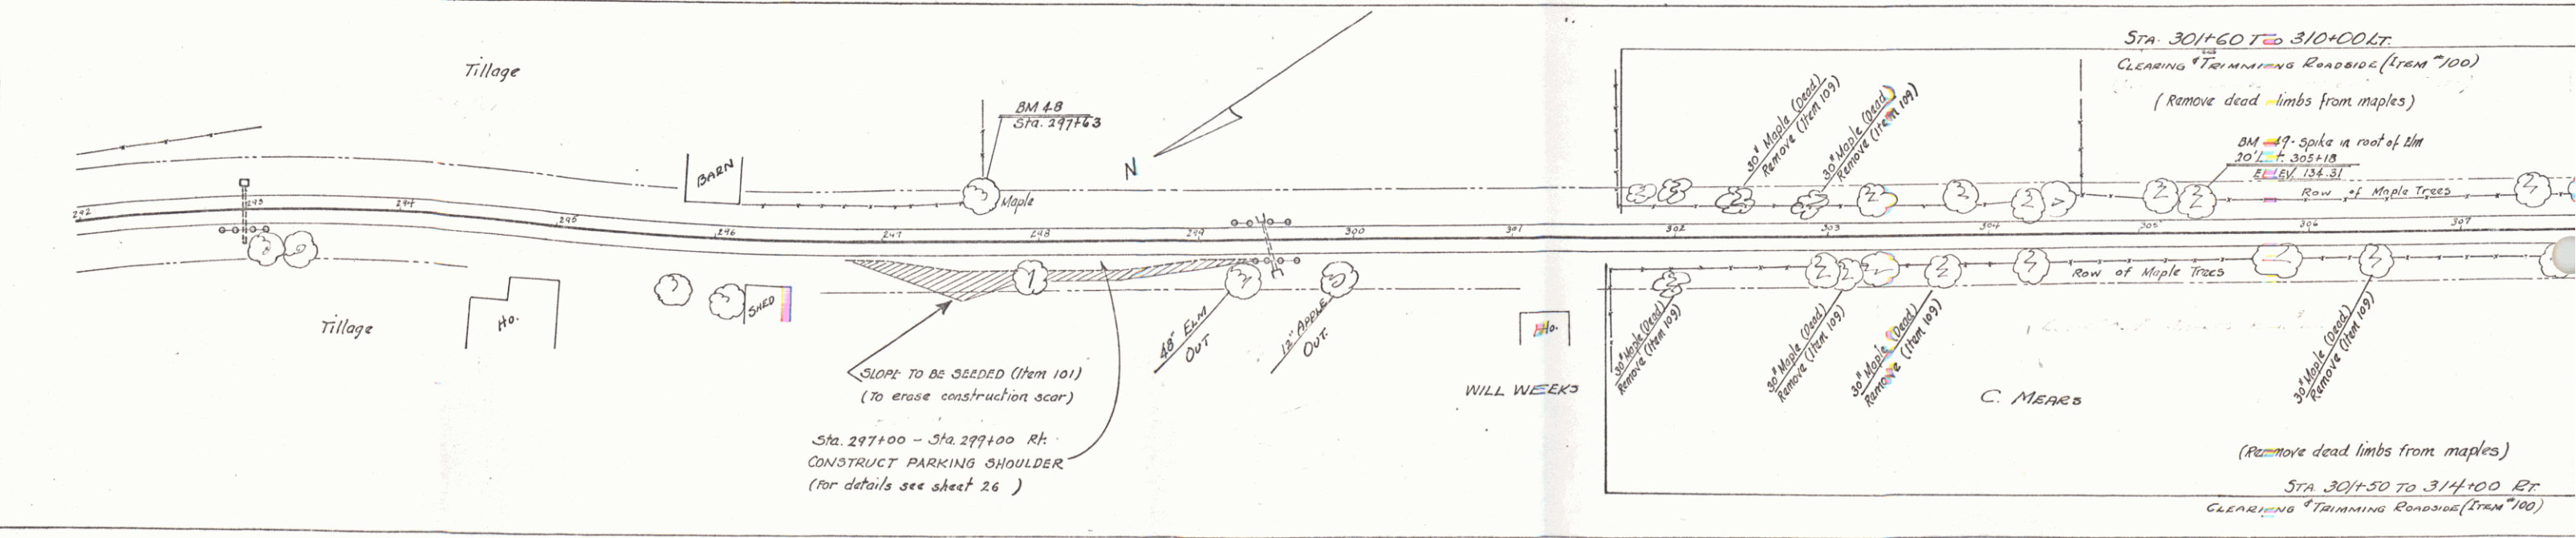 Tillage
BM 48
Sta. 297+63
N
BARN
Maple
292
293
294
295
296
247
298
299
300
301
302
303
304
305
306
307
Tillage
Ho.
SHED
SLOPE TO BE SEEDED (Item 101)
(To erase construction scar)
Sta. 297+00 - Sta. 299+00 Rt.
CONSTRUCT PARKING SHOULDER
(For details see sheet 26 )
48" ELM
OUT
12" APPLE
OUT.
Ho.
WILL WEEKS
STA. 301+60 TO 310+00 LT.
CLEARING & TRIMMING ROADSIDE (ITEM #100)
(Remove dead limbs from maples)
30" Maple (Dead)
Remove (Item 109)
30" Maple (Dead)
Remove (Item 109)
BM 49- Spike in root of Elm
20' Lt. 305+18
ELEV. 134.31
Row of Maple Trees
Row of Maple Trees
30" Maple (Dead)
Remove (Item 109)
30" Maple (Dead)
Remove (Item 109)
30" Maple (Dead)
Remove (Item 109)
30" Maple (Dead)
Remove (Item 109)
C. MEARS
(Remove dead limbs from maples)
STA. 301+50 TO 314+00 RT.
CLEARING & TRIMMING ROADSIDE (ITEM #100)